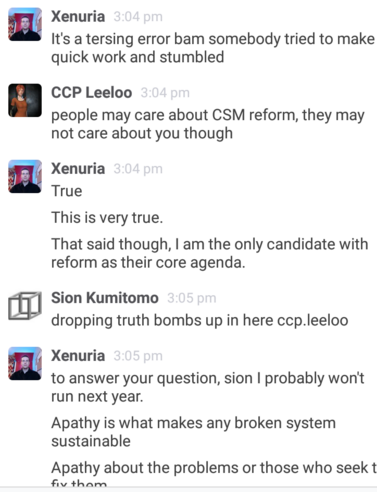 Xenuria 3:04 pm
It's a tersing error bam somebody tried to make
quick work and stumbled
CCP Leeloo 3:04 pm
people may care about CSM reform, they may
not care about you though
Xenuria 3:04 pm
True
This is very true.
That said though, I am the only candidate with
reform as their core agenda.
Sion Kumitomo 3:05 pm
dropping truth bombs up in here ccp.leeloo
Xenuria 3:05 pm
to answer your question, sion I probably won't
run next year.
Apathy is what makes any broken system
sustainable
Apathy about the problems or those who seek t
fix them